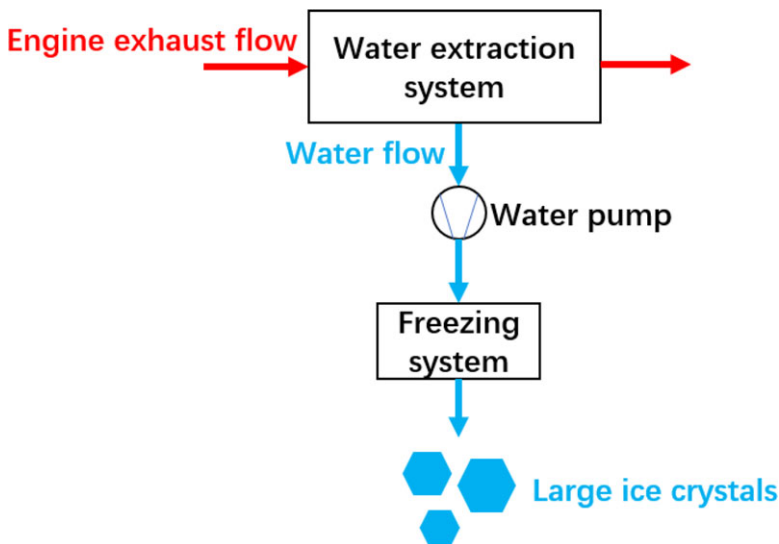 Engine exhaust flow
Water extraction
system
Water flow
Water pump
Freezing
system
Large ice crystals